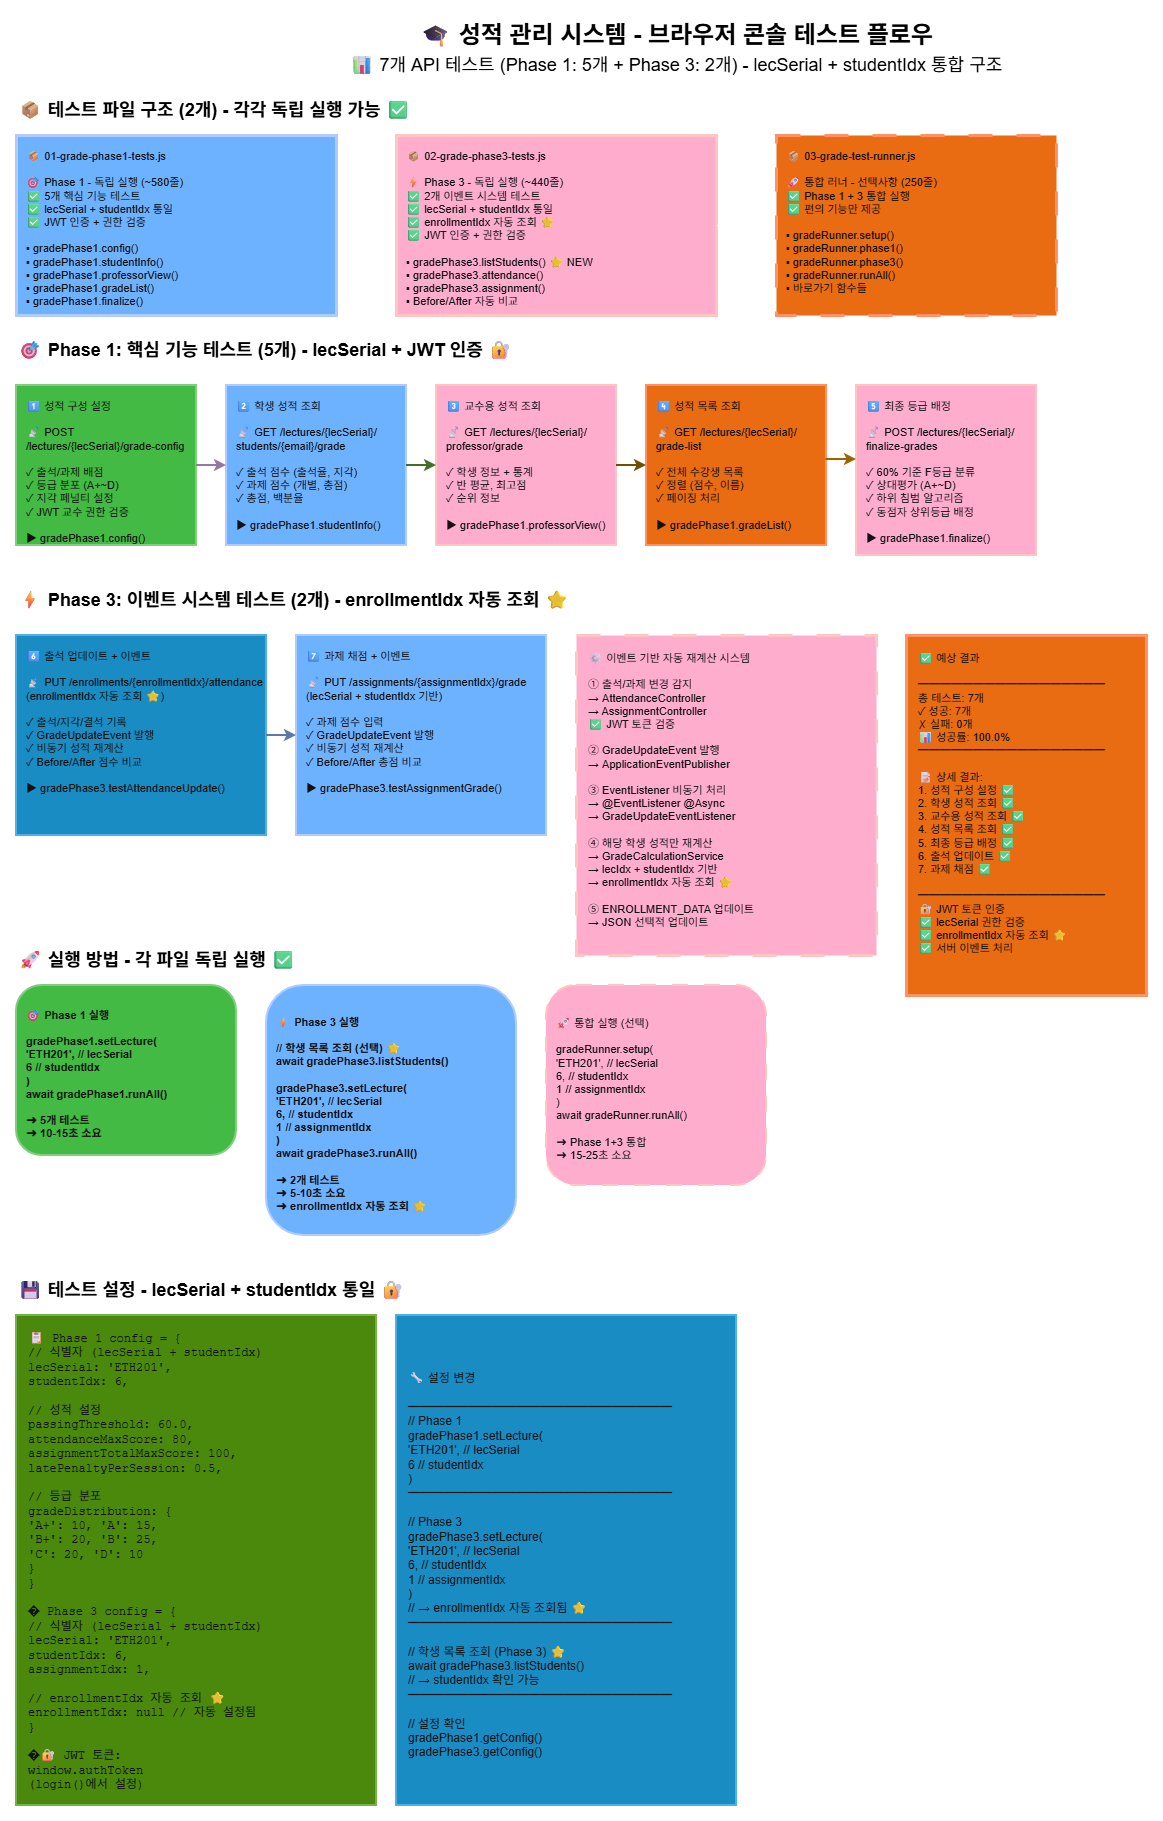 🎓 성적 관리 시스템 - 브라우저 콘솔 테스트 플로우
📊 7개 API 테스트 (Phase 1: 5개 + Phase 3: 2개) - lecSerial + studentIdx 통합 구조
📦 테스트 파일 구조 (2개) - 각각 독립 실행 가능 ✅
📦 01-grade-phase1-tests.js
🎯 Phase 1 - 독립 실행 (~580줄)
✅ 5개 핵심 기능 테스트
✅ lecSerial + studentIdx 통일
✅ JWT 인증 + 권한 검증
▪ gradePhase1.config()
▪ gradePhase1.studentInfo()
▪ gradePhase1.professorView()
▪ gradePhase1.gradeList()
▪ gradePhase1.finalize()
📦 02-grade-phase3-tests.js
⚡ Phase 3 - 독립 실행 (~440줄)
✅ 2개 이벤트 시스템 테스트
✅ lecSerial + studentIdx 통일
✅ enrollmentIdx 자동 조회 ⭐
✅ JWT 인증 + 권한 검증
▪ gradePhase3.listStudents() ⭐ NEW
▪ gradePhase3.attendance()
▪ gradePhase3.assignment()
▪ Before/After 자동 비교
📦 03-grade-test-runner.js
🚀 통합 러너 - 선택사항 (250줄)
✅ Phase 1 + 3 통합 실행
✅ 편의 기능만 제공
▪ gradeRunner.setup()
▪ gradeRunner.phase1()
▪ gradeRunner.phase3()
▪ gradeRunner.runAll()
▪ 바로가기 함수들
🎯 Phase 1: 핵심 기능 테스트 (5개) - lecSerial + JWT 인증 🔐
1️⃣ 성적 구성 설정
📡 POST
/lectures/{lecSerial}/grade-config
✓ 출석/과제 배점
✓ 등급 분포 (A+~D)
✓ 지각 페널티 설정
✓ JWT 교수 권한 검증
▶ gradePhase1.config()
2️⃣ 학생 성적 조회
📡 GET /lectures/{lecSerial}/
students/{email}/grade
✓ 출석 점수 (출석율, 지각)
✓ 과제 점수 (개별, 총점)
✓ 총점, 백분율
▶ gradePhase1.studentInfo()
3️⃣ 교수용 성적 조회
📡 GET /lectures/{lecSerial}/
professor/grade
✓ 학생 정보 + 통계
✓ 반 평균, 최고점
✓ 순위 정보
▶ gradePhase1.professorView()
4️⃣ 성적 목록 조회
📡 GET /lectures/{lecSerial}/
grade-list
✓ 전체 수강생 목록
✓ 정렬 (점수, 이름)
✓ 페이징 처리
▶ gradePhase1.gradeList()
5️⃣ 최종 등급 배정
📡 POST /lectures/{lecSerial}/
finalize-grades
✓ 60% 기준 F등급 분류
✓ 상대평가 (A+~D)
✓ 하위 침범 알고리즘
✓ 동점자 상위등급 배정
▶ gradePhase1.finalize()
⚡ Phase 3: 이벤트 시스템 테스트 (2개) - enrollmentIdx 자동 조회 ⭐
6️⃣ 출석 업데이트 + 이벤트
📡 PUT /enrollments/{enrollmentIdx}/attendance
(enrollmentIdx 자동 조회 ⭐)
✓ 출석/지각/결석 기록
✓ GradeUpdateEvent 발행
✓ 비동기 성적 재계산
✓ Before/After 점수 비교
▶ gradePhase3.testAttendanceUpdate()
7️⃣ 과제 채점 + 이벤트
📡 PUT /assignments/{assignmentIdx}/grade
(lecSerial + studentIdx 기반)
✓ 과제 점수 입력
✓ GradeUpdateEvent 발행
✓ 비동기 성적 재계산
✓ Before/After 총점 비교
▶ gradePhase3.testAssignmentGrade()
⚙️ 이벤트 기반 자동 재계산 시스템
① 출석/과제 변경 감지
→ AttendanceController
→ AssignmentController
✅ JWT 토큰 검증
② GradeUpdateEvent 발행
→ ApplicationEventPublisher
③ EventListener 비동기 처리
→ @EventListener @Async
→ GradeUpdateEventListener
④ 해당 학생 성적만 재계산
→ GradeCalculationService
→ lecIdx + studentIdx 기반
→ enrollmentIdx 자동 조회 ⭐
⑤ ENROLLMENT_DATA 업데이트
→ JSON 선택적 업데이트
✅ 예상 결과
총 테스트: 7개
✓ 성공: 7개
✗ 실패: 0개
📊 성공률: 100.0%
📝 상세 결과:
1. 성적 구성 설정 ✅
2. 학생 성적 조회 ✅
3. 교수용 성적 조회 ✅
4. 성적 목록 조회 ✅
5. 최종 등급 배정 ✅
6. 출석 업데이트 ✅
7. 과제 채점 ✅
🔐 JWT 토큰 인증
✅ lecSerial 권한 검증
✅ enrollmentIdx 자동 조회 ⭐
✅ 서버 이벤트 처리
🚀 실행 방법 - 각 파일 독립 실행 ✅
🎯 Phase 1 실행
gradePhase1.setLecture(
'ETH201', // lecSerial
6 // studentIdx
)
await gradePhase1.runAll()
➜ 5개 테스트
➜ 10-15초 소요
⚡ Phase 3 실행
// 학생 목록 조회 (선택) ⭐
await gradePhase3.listStudents()
gradePhase3.setLecture(
'ETH201', // lecSerial
6, // studentIdx
1 // assignmentIdx
)
await gradePhase3.runAll()
➜ 2개 테스트
➜ 5-10초 소요
➜ enrollmentIdx 자동 조회 ⭐
🚀 통합 실행 (선택)
gradeRunner.setup(
'ETH201', // lecSerial
6, // studentIdx
1 // assignmentIdx
)
await gradeRunner.runAll()
➜ Phase 1+3 통합
➜ 15-25초 소요
💾 테스트 설정 - lecSerial + studentIdx 통일 🔐
📋 Phase 1 config = {
// 식별자 (lecSerial + studentIdx)
lecSerial: 'ETH201',
studentIdx: 6,
// 성적 설정
passingThreshold: 60.0,
attendanceMaxScore: 80,
assignmentTotalMaxScore: 100,
latePenaltyPerSession: 0.5,
// 등급 분포
gradeDistribution: {
'A+': 10, 'A': 15,
'B+': 20, 'B': 25,
'C': 20, 'D': 10
}
}
� Phase 3 config = {
// 식별자 (lecSerial + studentIdx)
lecSerial: 'ETH201',
studentIdx: 6,
assignmentIdx: 1,
// enrollmentIdx 자동 조회 ⭐
enrollmentIdx: null // 자동 설정됨
}
�🔐 JWT 토큰:
window.authToken
(login()에서 설정)
🔧 설정 변경
// Phase 1
gradePhase1.setLecture(
'ETH201', // lecSerial
6 // studentIdx
)
// Phase 3
gradePhase3.setLecture(
'ETH201', // lecSerial
6, // studentIdx
1 // assignmentIdx
)
// → enrollmentIdx 자동 조회됨 ⭐
// 학생 목록 조회 (Phase 3) ⭐
await gradePhase3.listStudents()
// → studentIdx 확인 가능
// 설정 확인
gradePhase1.getConfig()
gradePhase3.getConfig()